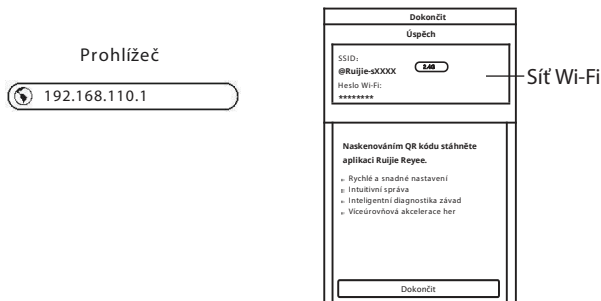 Prohlížeč
192.168.110.1
Dokončit
Úspěch
SSID:
@Ruijie-sXXXX
2.4G
Heslo Wi-Fi:
********
Síť Wi-Fi
Naskenováním QR kódu stáhněte
aplikaci Ruijie Reyee.
Rychlé a snadné nastavení
Intuitivní správa
Inteligentní diagnostika závad
Víceúrovňová akcelerace her
Dokončit